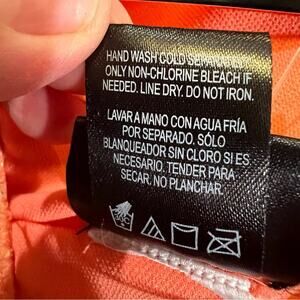 HAND WASH COLD SEPARATELY.
ONLY NON-CHLORINE BLEACH IF
NEEDED. LINE DRY. DO NOT IRON.
LAVAR A MANO CON AGUA FRÍA
POR SEPARADO. SÓLO
BLANQUEADOR SIN CLORO SI ES
NECESARIO. TENDER PARA
SECAR. NO PLANCHAR.